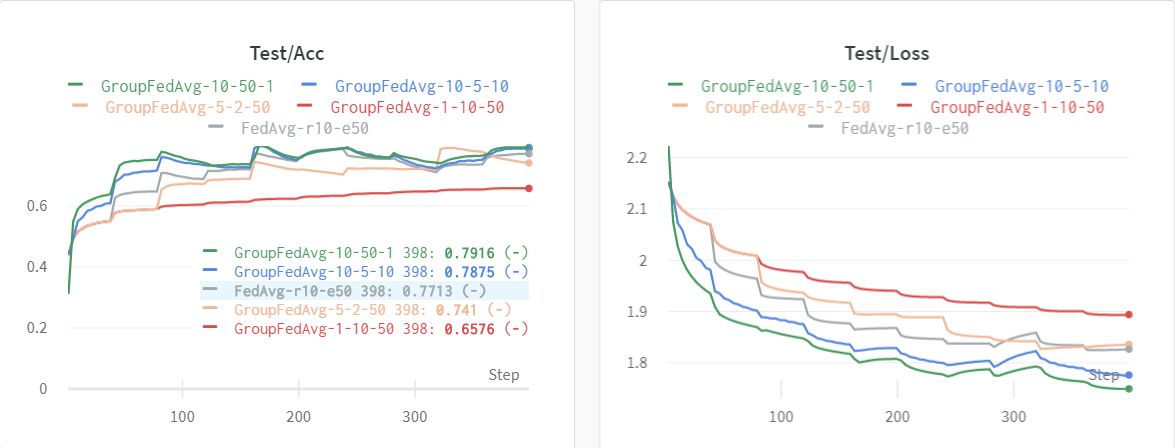 Test/Acc
GroupFedAvg-10-50-1 GroupFedAvg-10-5-10
GroupFedAvg-5-2-50 GroupFedAvg-1-10-50
FedAvg-r10-e50
0.6
0.4
0.2
0
GroupFedAvg-10-50-1 398: 0.7916 (-)
GroupFedAvg-10-5-10 398: 0.7875 (-)
FedAvg-r10-e50 398: 0.7713 (-)
GroupFedAvg-5-2-50 398: 0.741 (-)
GroupFedAvg-1-10-50 398: 0.6576 (-)
Step
100 200 300
Test/Loss
GroupFedAvg-10-50-1 GroupFedAvg-10-5-10
GroupFedAvg-5-2-50 GroupFedAvg-1-10-50
FedAvg-r10-e50
2.2
2.1
2
1.9
1.8
Step
100 200 300